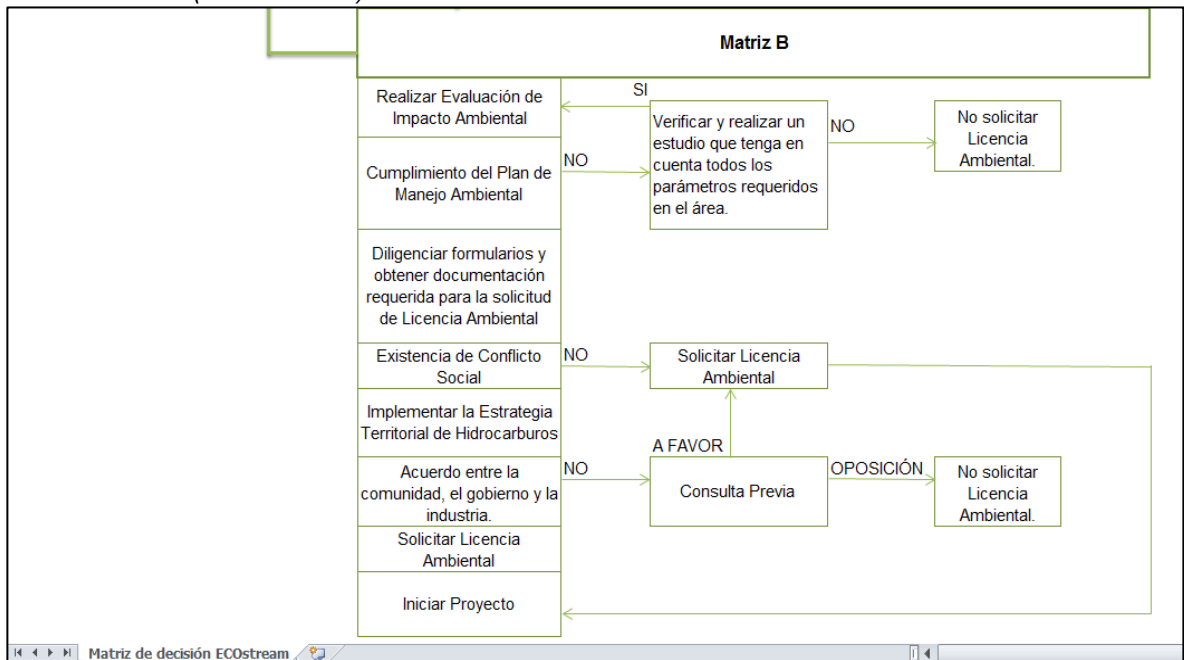 Matriz B
Realizar Evaluación de
Impacto Ambiental
SI
Verificar y realizar un
estudio que tenga en
cuenta todos los
parámetros requeridos
en el área.
NO
No solicitar
Licencia
Ambiental.
Cumplimiento del Plan de
Manejo Ambiental
NO
Diligenciar formularios y
obtener documentación
requerida para la solicitud
de Licencia Ambiental
Existencia de Conflicto
Social
NO
Solicitar Licencia
Ambiental
Implementar la Estrategia
Territorial de Hidrocarburos
A FAVOR
Acuerdo entre la
comunidad, el gobierno y la
industria.
NO
Consulta Previa
OPOSICIÓN
No solicitar
Licencia
Ambiental.
Solicitar Licencia
Ambiental
Iniciar Proyecto
Matriz de decisión ECOstream